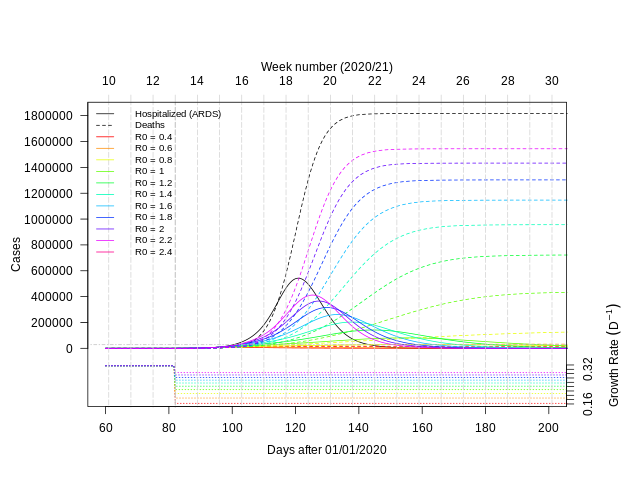 Week number (2020/21)
10 12 14 16 18 20 22 24 26 28 30
1800000
1600000
1400000
1200000
1000000
800000
600000
400000
200000
0
Cases
Hospitalized (ARDS)
Deaths
R0 = 0.4
R0 = 0.6
R0 = 0.8
R0 = 1
R0 = 1.2
R0 = 1.4
R0 = 1.6
R0 = 1.8
R0 = 2
R0 = 2.2
R0 = 2.4
0.32
0.16
Growth Rate (D⁻¹)
60 80 100 120 140 160 180 200
Days after 01/01/2020